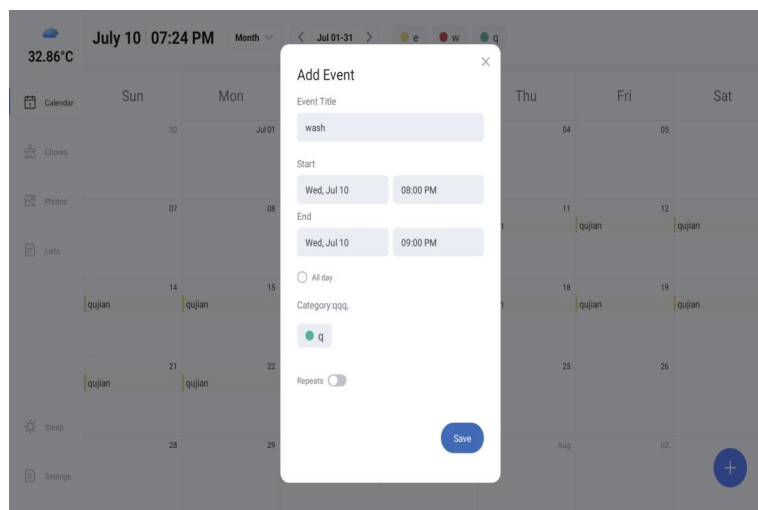 July 10 07:24 PM
Month
Jul 01-31
e
w
q
32.86°C
Calendar
Chores
Photos
Lists
Sleep
Settings
Sun
Mon
Thu
Fri
Sat
30
Jul 01
04
05
07
08
11
12
qujian
qujian
14
15
18
19
qujian
qujian
qujian
qujian
21
22
25
26
qujian
qujian
28
29
Aug
02
Add Event
Event Title
wash
Start
Wed, Jul 10
08:00 PM
End
Wed, Jul 10
09:00 PM
All day
Category:qqq,
q
Repeats
Save